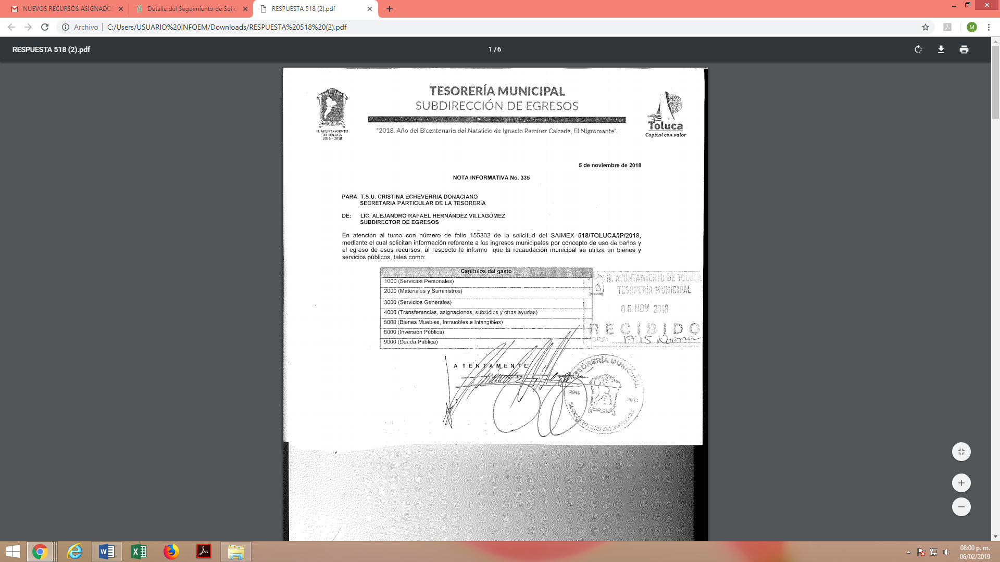 NUEVOS RECURSOS ASIGNADOS
Detalle del Seguimiento de Solic
RESPUESTA 518 (2).pdf
Archivo
C:/Users/USUARIO%20INFOEM/Downloads/RESPUESTA%20518%20(2).pdf
M
RESPUESTA 518 (2).pdf
1 / 6
TESORERÍA MUNICIPAL
SUBDIRECCIÓN DE EGRESOS
"2018. Año del Bicentenario del Natalicio de Ignacio Ramírez Calzada, El Nigromante".
H. AYUNTAMIENTO
DE TOLUCA
2016 - 2018
Toluca
Capital con valor
5 de noviembre de 2018
NOTA INFORMATIVA No. 335
PARA: T.S.U. CRISTINA ECHEVERRIA DONACIANO
SECRETARIA PARTICULAR DE LA TESORERÍA
DE: LIC. ALEJANDRO RAFAEL HERNÁNDEZ VILLAGÓMEZ
SUBDIRECTOR DE EGRESOS
En atención al turno con número de folio 155302 de la solicitud del SAIMEX 518/TOLUCA/IP/2018,
mediante el cual solicitan información referente a los ingresos municipales por concepto de uso de baños y
el egreso de esos recursos, al respecto le informo que la recaudación municipal se utiliza en bienes y
servicios públicos, tales como:
Capítulos del gasto
1000 (Servicios Personales)
2000 (Materiales y Suministros)
3000 (Servicios Generales)
4000 (Transferencias, asignaciones, subsidios y otras ayudas)
5000 (Bienes Muebles, Inmuebles e Intangibles)
6000 (Inversión Pública)
9000 (Deuda Pública)
H. AYUNTAMIENTO DE TOLUCA
TESORERÍA MUNICIPAL
06 NOV 2018
RECIBIDO
HORA: 17:15 Norma
ATENTAMENTE
TESORERÍA MUNICIPAL
2016
08:00 p. m.
06/02/2019